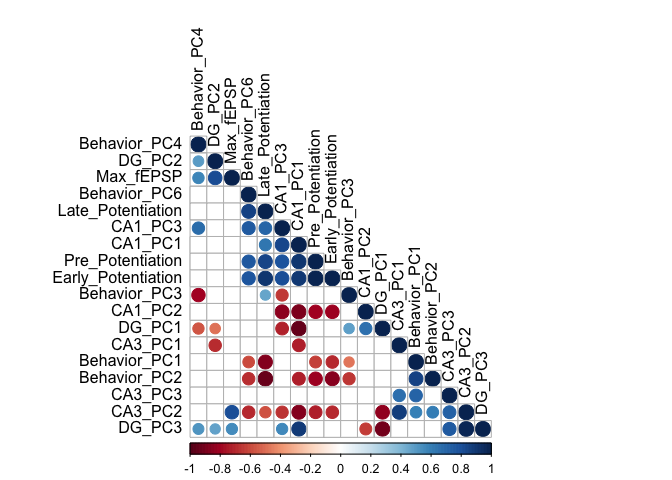 Behavior_PC4
DG_PC2
Max_fEPSP
Behavior_PC6
Late_Potentiation
CA1_PC3
CA1_PC1
Pre_Potentiation
Early_Potentiation
Behavior_PC3
CA1_PC2
DG_PC1
CA3_PC1
Behavior_PC1
Behavior_PC2
CA3_PC3
CA3_PC2
DG_PC3
Behavior_PC4
DG_PC2
Max_fEPSP
Behavior_PC6
Late_Potentiation
CA1_PC3
CA1_PC1
Pre_Potentiation
Early_Potentiation
Behavior_PC3
CA1_PC2
DG_PC1
CA3_PC1
Behavior_PC1
Behavior_PC2
CA3_PC3
CA3_PC2
DG_PC3
-1 -0.8 -0.6 -0.4 -0.2 0 0.2 0.4 0.6 0.8 1